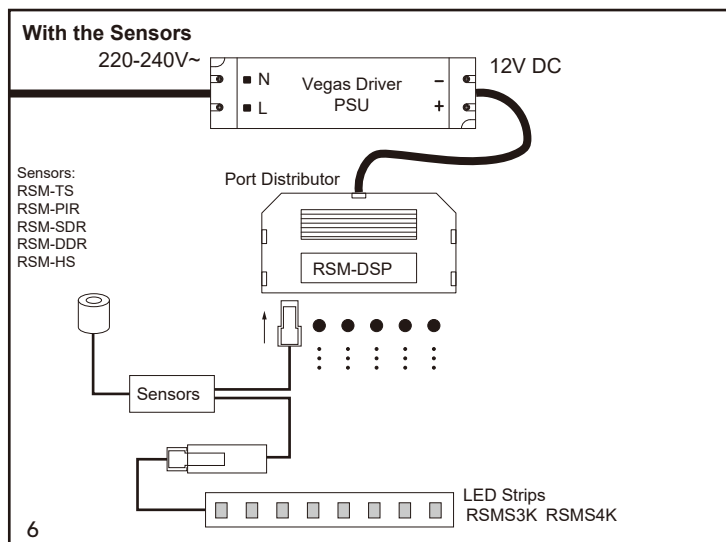 With the Sensors
220-240V~
N
L
Vegas Driver
PSU
–
+
12V DC
Sensors:
RSM-TS
RSM-PIR
RSM-SDR
RSM-DDR
RSM-HS
Port Distributor
RSM-DSP
Sensors
LED Strips
RSMS3K RSMS4K
6